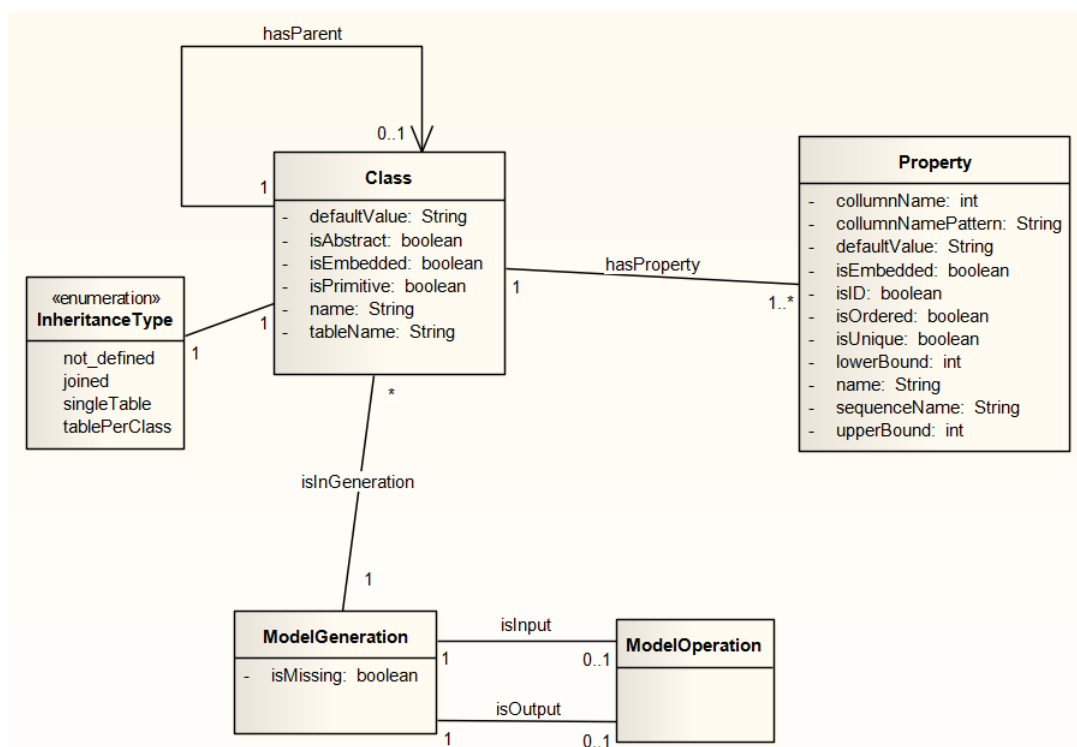 hasParent
0..1
1
Class
- defaultValue: String
- isAbstract: boolean
- isEmbedded: boolean
- isPrimitive: boolean
- name: String
- tableName: String
Property
- collumnName: int
- collumnNamePattern: String
- defaultValue: String
- isEmbedded: boolean
- isID: boolean
- isOrdered: boolean
- isUnique: boolean
- lowerBound: int
- name: String
- sequenceName: String
- upperBound: int
hasProperty
1
1..*
«enumeration»
InheritanceType
not_defined
joined
singleTable
tablePerClass
1
1
*
isInGeneration
1
ModelGeneration
- isMissing: boolean
isInput
1
0..1
ModelOperation
isOutput
1
0..1